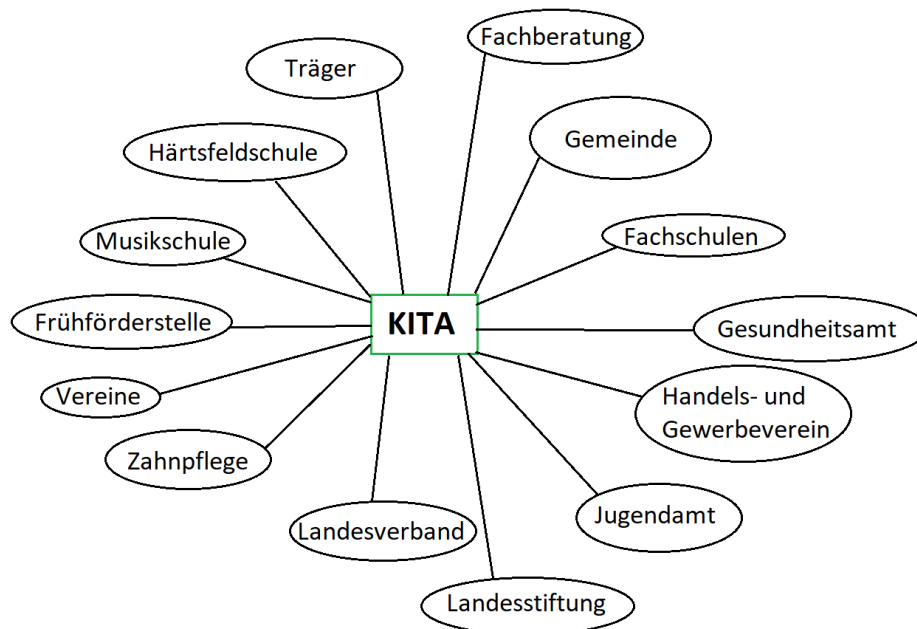 Fachberatung
Träger
Gemeinde
Härtsfeldschule
Fachschulen
Musikschule
Frühförderstelle
KITA
Gesundheitsamt
Vereine
Handels- und
Gewerbeverein
Zahnpflege
Jugendamt
Landesverband
Landesstiftung